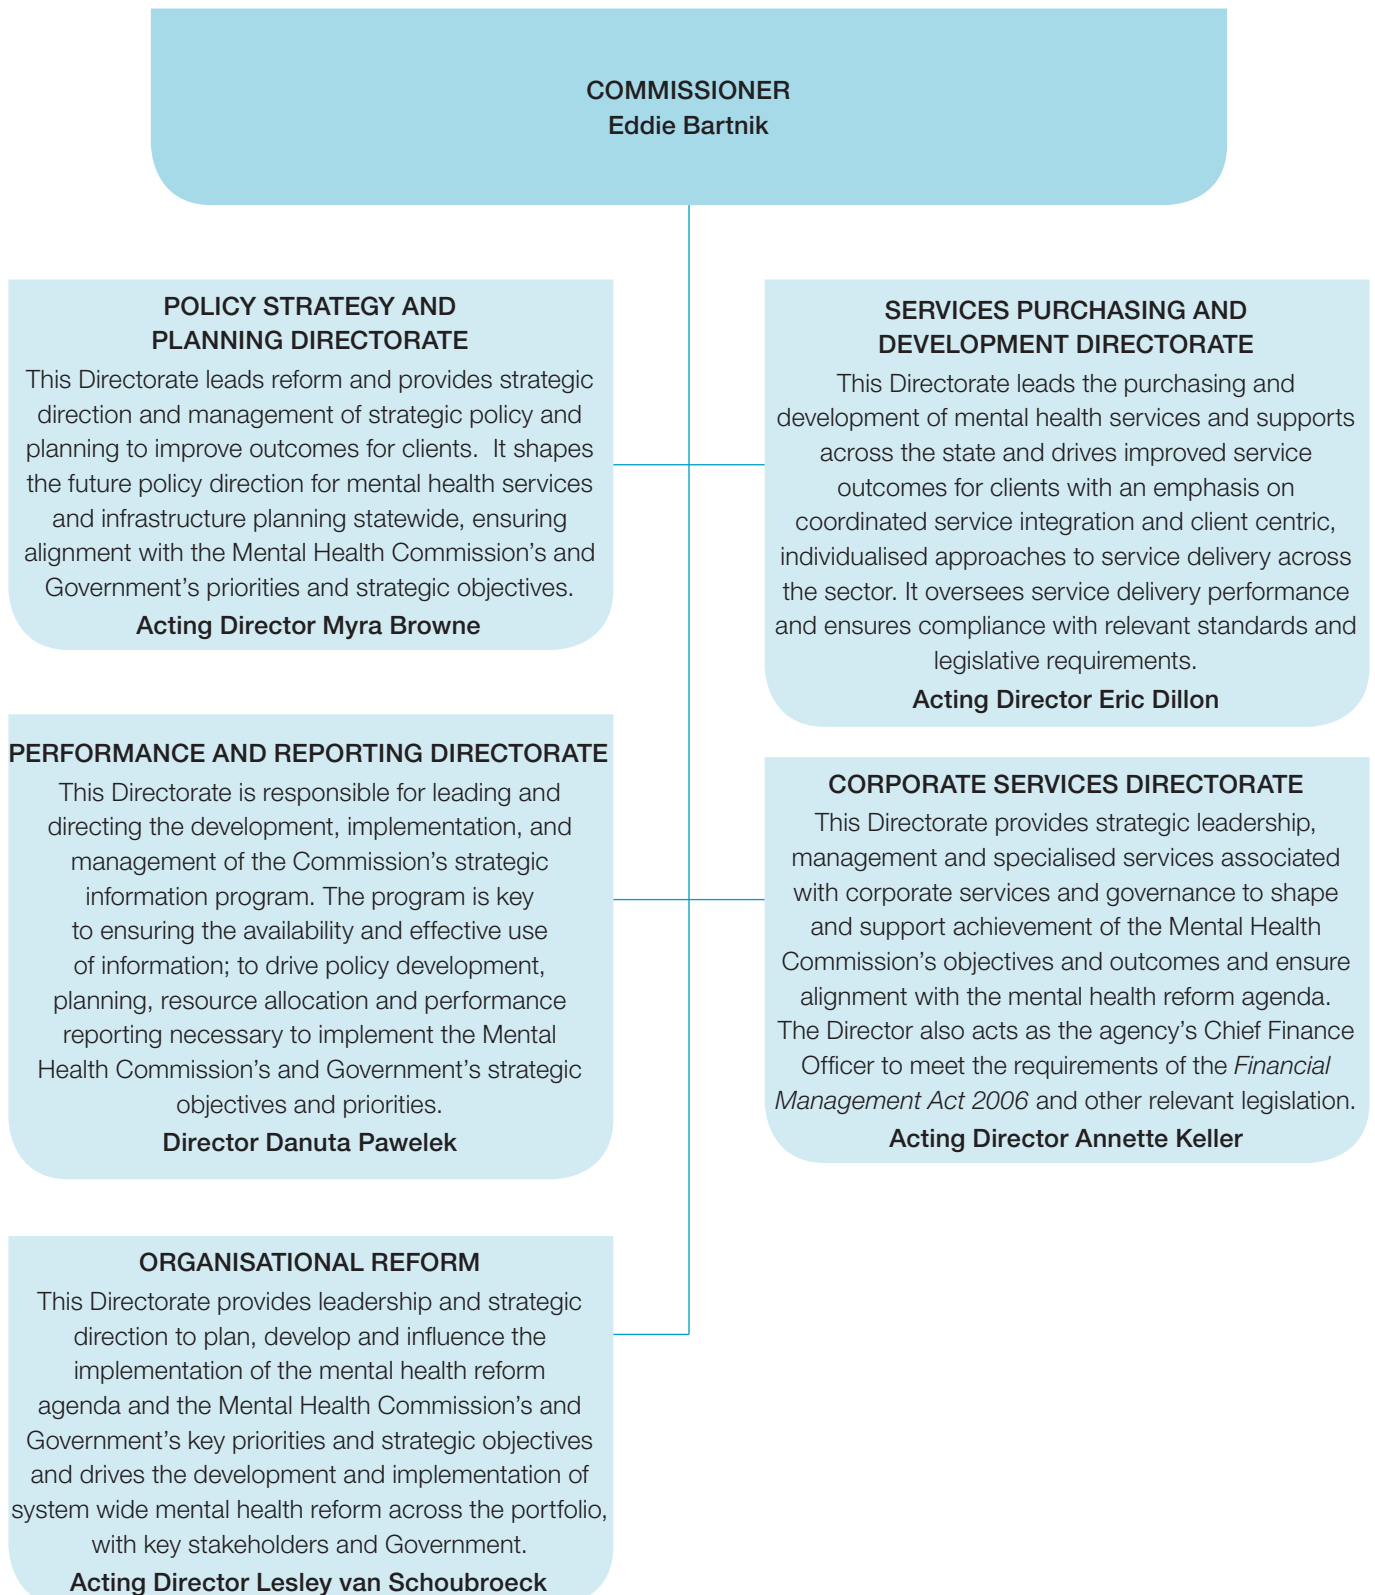 COMMISSIONER
Eddie Bartnik
POLICY STRATEGY AND
PLANNING DIRECTORATE
This Directorate leads reform and provides strategic
direction and management of strategic policy and
planning to improve outcomes for clients.  It shapes
the future policy direction for mental health services
and infrastructure planning statewide, ensuring
alignment with the Mental Health Commission’s and
Government’s priorities and strategic objectives.
Acting Director Myra Browne
SERVICES PURCHASING AND
DEVELOPMENT DIRECTORATE
This Directorate leads the purchasing and
development of mental health services and supports
across the state and drives improved service
outcomes for clients with an emphasis on
coordinated service integration and client centric,
individualised approaches to service delivery across
the sector. It oversees service delivery performance
and ensures compliance with relevant standards and
legislative requirements.
Acting Director Eric Dillon
PERFORMANCE AND REPORTING DIRECTORATE
This Directorate is responsible for leading and
directing the development, implementation, and
management of the Commission’s strategic
information program. The program is key
to ensuring the availability and effective use
of information; to drive policy development,
planning, resource allocation and performance
reporting necessary to implement the Mental
Health Commission’s and Government’s strategic
objectives and priorities.
Director Danuta Pawelek
CORPORATE SERVICES DIRECTORATE
This Directorate provides strategic leadership,
management and specialised services associated
with corporate services and governance to shape
and support achievement of the Mental Health
Commission’s objectives and outcomes and ensure
alignment with the mental health reform agenda.
The Director also acts as the agency’s Chief Finance
Officer to meet the requirements of the Financial
Management Act 2006 and other relevant legislation.
Acting Director Annette Keller
ORGANISATIONAL REFORM
This Directorate provides leadership and strategic
direction to plan, develop and influence the
implementation of the mental health reform
agenda and the Mental Health Commission’s and
Government’s key priorities and strategic objectives
and drives the development and implementation of
system wide mental health reform across the portfolio,
with key stakeholders and Government.
Acting Director Lesley van Schoubroeck